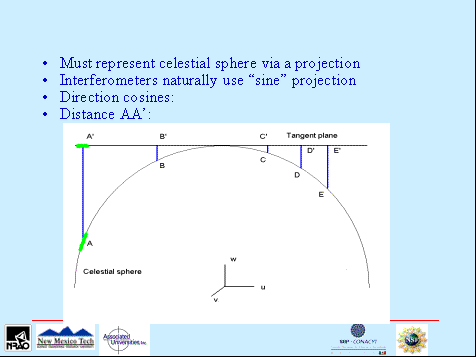 • Must represent celestial sphere via a projection
• Interferometers naturally use “sine” projection
• Direction cosines:
• Distance AA’:
A' B' C' Tangent plane
D' E'
B C
D
E
A
w
Celestial sphere
u
v
NRAO
New Mexico Tech
Associated Universities, Inc.
CONACYT
NSF